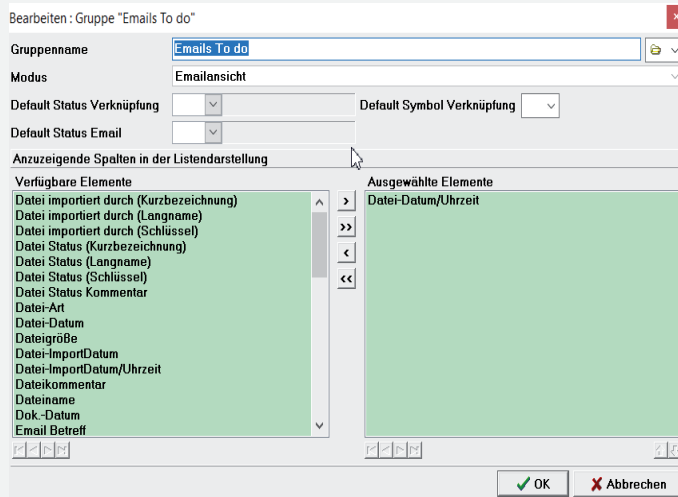 Bearbeiten : Gruppe "Emails To do"
Gruppenname Emails To do
Modus Emailansicht
Default Status Verknüpfung Default Symbol Verknüpfung
Default Status Email
Anzuzeigende Spalten in der Listendarstellung
Verfügbare Elemente
Datei importiert durch (Kurzbezeichnung)
Datei importiert durch (Langname)
Datei importiert durch (Schlüssel)
Datei Status (Kurzbezeichnung)
Datei Status (Langname)
Datei Status (Schlüssel)
Datei Status Kommentar
Datei-Art
Datei-Datum
Dateigröße
Datei-ImportDatum
Datei-ImportDatum/Uhrzeit
Dateikommentar
Dateiname
Dok.-Datum
Email Betreff
>
>>
<
<<
Ausgewählte Elemente
Datei-Datum/Uhrzeit
OK Abbrechen